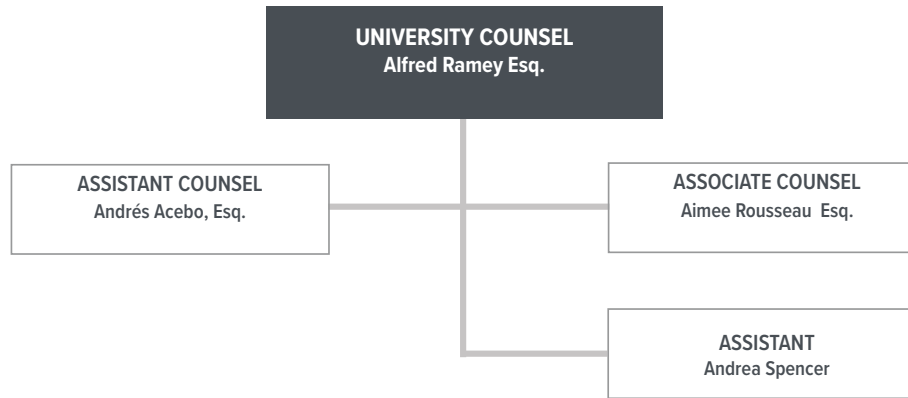 UNIVERSITY COUNSEL
Alfred Ramey Esq.
ASSISTANT COUNSEL
Andrés Acebo, Esq.
ASSOCIATE COUNSEL
Aimee Rousseau Esq.
ASSISTANT
Andrea Spencer